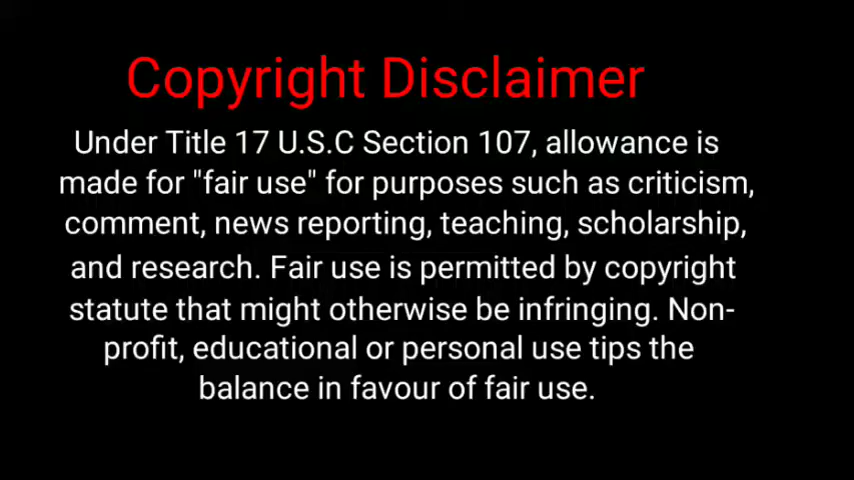 Copyright Disclaimer
Under Title 17 U.S.C Section 107, allowance is
made for "fair use" for purposes such as criticism,
comment, news reporting, teaching, scholarship,
and research. Fair use is permitted by copyright
statute that might otherwise be infringing. Non-
profit, educational or personal use tips the
balance in favour of fair use.